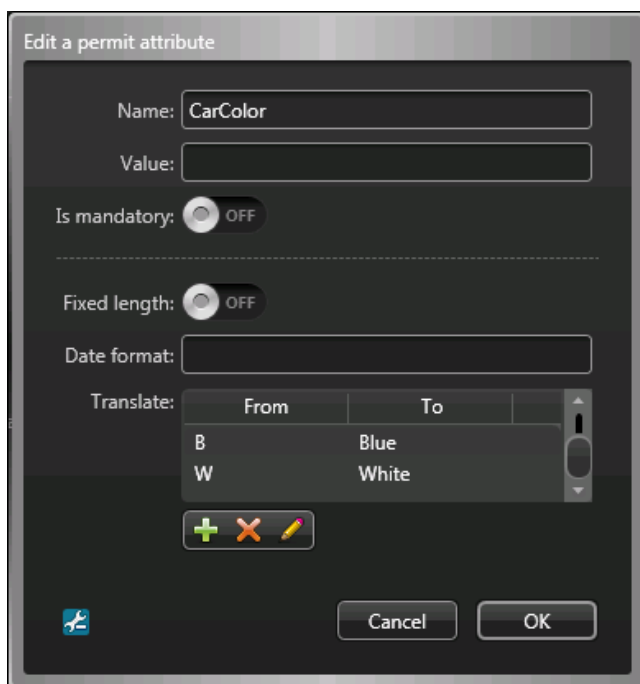 Edit a permit attribute
Name: CarColor
Value:
Is mandatory: OFF
Fixed length: OFF
Date format:
Translate: From To
B Blue
W White
Cancel OK